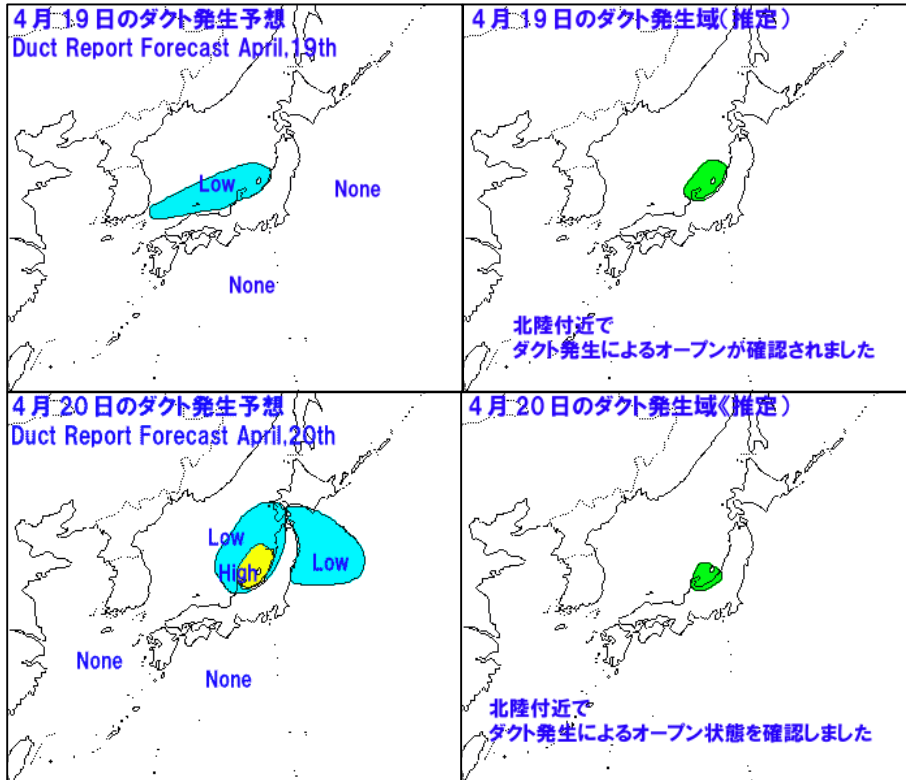 4月19日のダクト発生予想
Duct Report Forecast April,19th
Low
None
None
4月19日のダクト発生域(推定)
北陸付近で
ダクト発生によるオープンが確認されました
4月20日のダクト発生予想
Duct Report Forecast April,20th
Low
High
Low
None
None
4月20日のダクト発生域(推定)
北陸付近で
ダクト発生によるオープン状態を確認しました